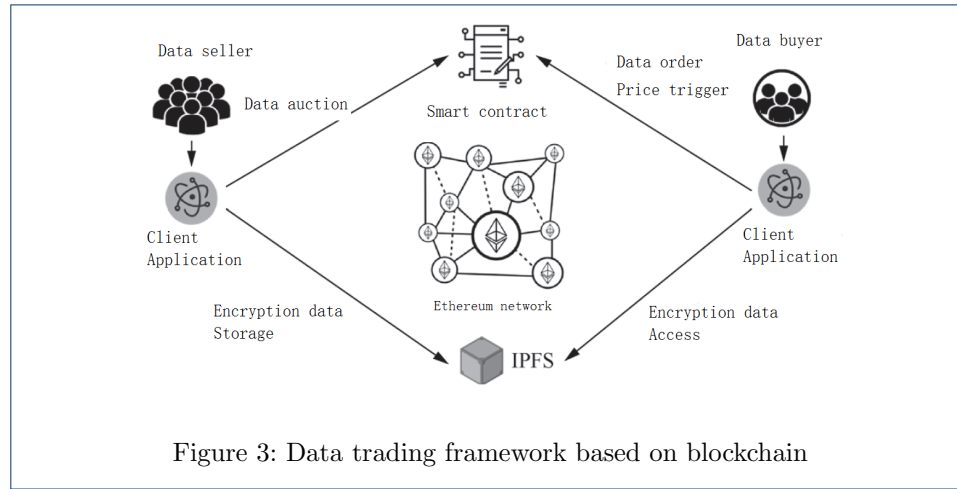 Data seller
Data buyer
Data auction
Data order
Price trigger
Smart contract
Client
Application
Client
Application
Ethereum network
Encryption data
Storage
Encryption data
Access
IPFS
Figure 3: Data trading framework based on blockchain